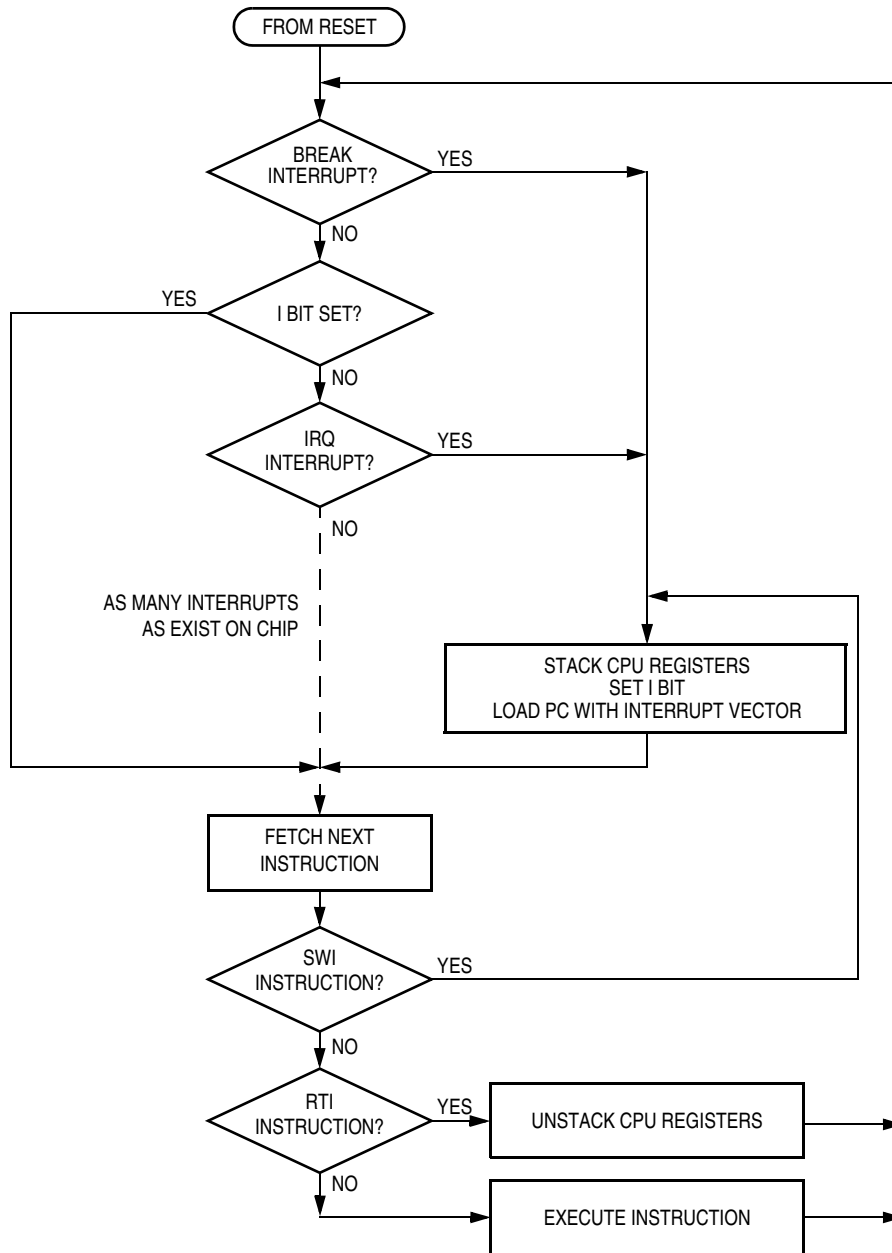 FROM RESET
BREAK
INTERRUPT?
YES
NO
YES
I BIT SET?
NO
IRQ
INTERRUPT?
YES
NO
AS MANY INTERRUPTS
AS EXIST ON CHIP
STACK CPU REGISTERS
SET I BIT
LOAD PC WITH INTERRUPT VECTOR
FETCH NEXT
INSTRUCTION
SWI
INSTRUCTION?
YES
NO
RTI
INSTRUCTION?
YES
UNSTACK CPU REGISTERS
NO
EXECUTE INSTRUCTION